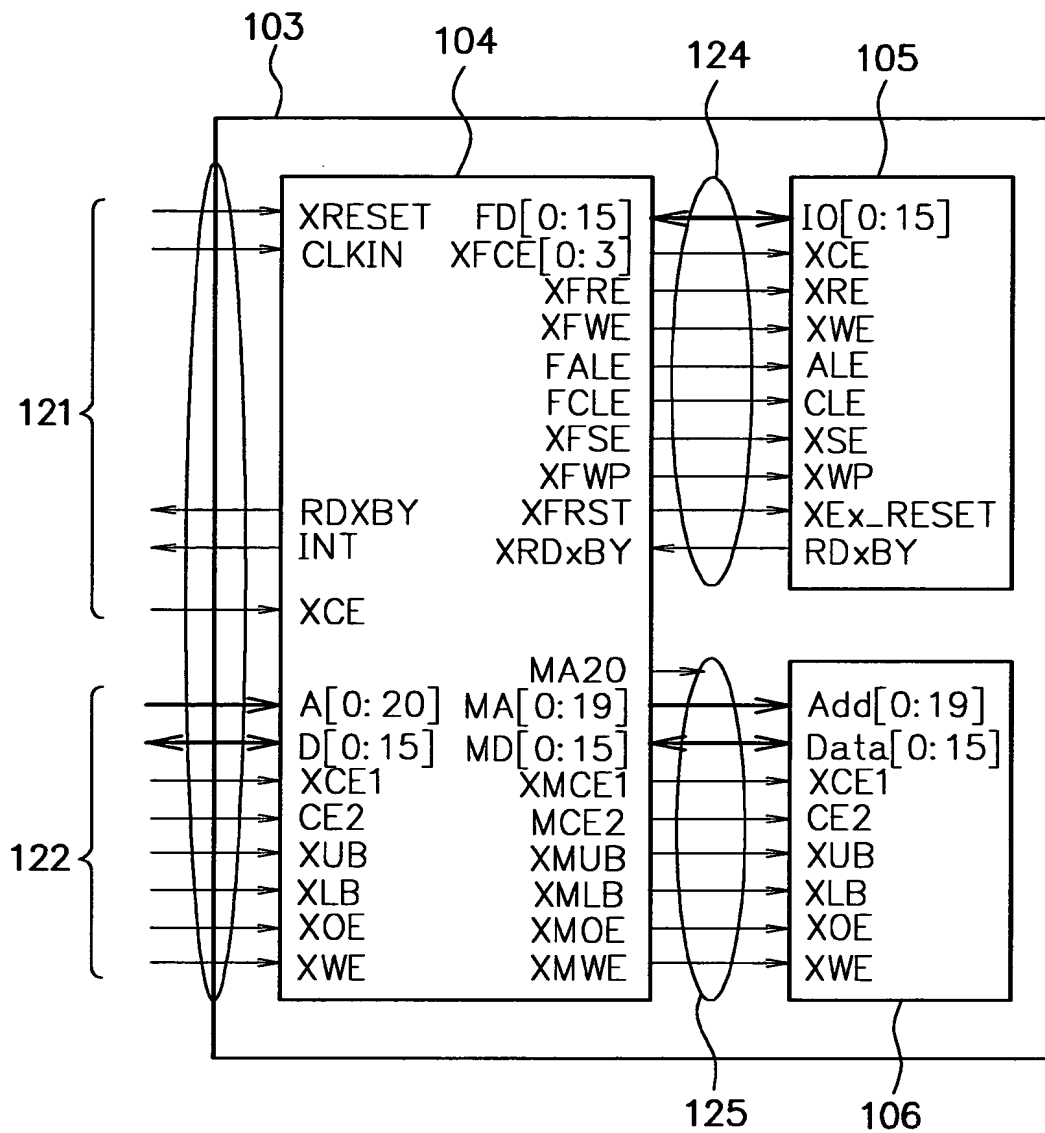 103
104
124
105
XRESET FD[0:15] IO[0:15]
CLKIN XFCE[0:3] XCE
XFRE XRE
XFWE XWE
FALE ALE
121 FCLE CLE
XFSE XSE
XFWP XWP
RDXBY XFRST XEx_RESET
INT XRDxBY RDxBY
XCE
MA20
A[0:20] MA[0:19] Add[0:19]
D[0:15] MD[0:15] Data[0:15]
XCE1 XMCE1 XCE1
CE2 MCE2 CE2
122 XUB XMUB XUB
XLB XMLB XLB
XOE XMOE XOE
XWE XMWE XWE
125
106